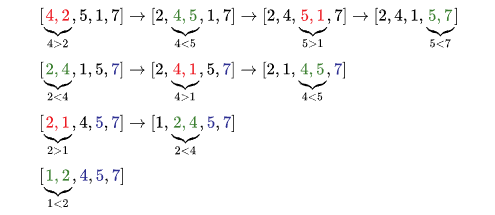 [4, 2, 5, 1, 7] → [2, 4, 5, 1, 7] → [2, 4, 5, 1, 7] → [2, 4, 1, 5, 7]
4>2 4<5 5>1 5<7
[2, 4, 1, 5, 7] → [2, 4, 1, 5, 7] → [2, 1, 4, 5, 7]
2<4 4>1 4<5
[2, 1, 4, 5, 7] → [1, 2, 4, 5, 7]
2>1 2<4
[1, 2, 4, 5, 7]
1<2